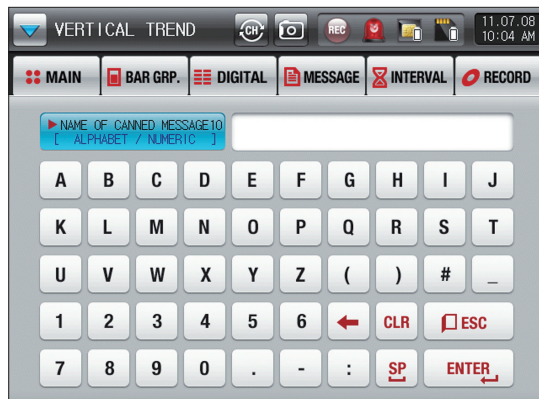 VERTICAL TREND CH REC 11.07.08
10:04 AM
MAIN BAR GRP. DIGITAL MESSAGE INTERVAL RECORD
NAME OF CANNED MESSAGE10
[ ALPHABET / NUMERIC ]
A B C D E F G H I J
K L M N O P Q R S T
U V W X Y Z ( ) # _
1 2 3 4 5 6 ← CLR ESC
7 8 9 0 . - : SP ENTER